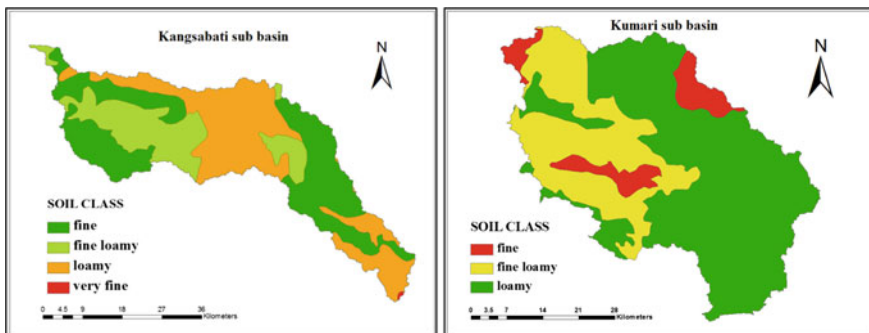 Kangsabati sub basin
N
SOIL CLASS
fine
fine loamy
loamy
very fine
0 4.5 9 18 27 36
Kilometers
Kumari sub basin
N
SOIL CLASS
fine
fine loamy
loamy
0 3.5 7 14 21 28
Kilometers